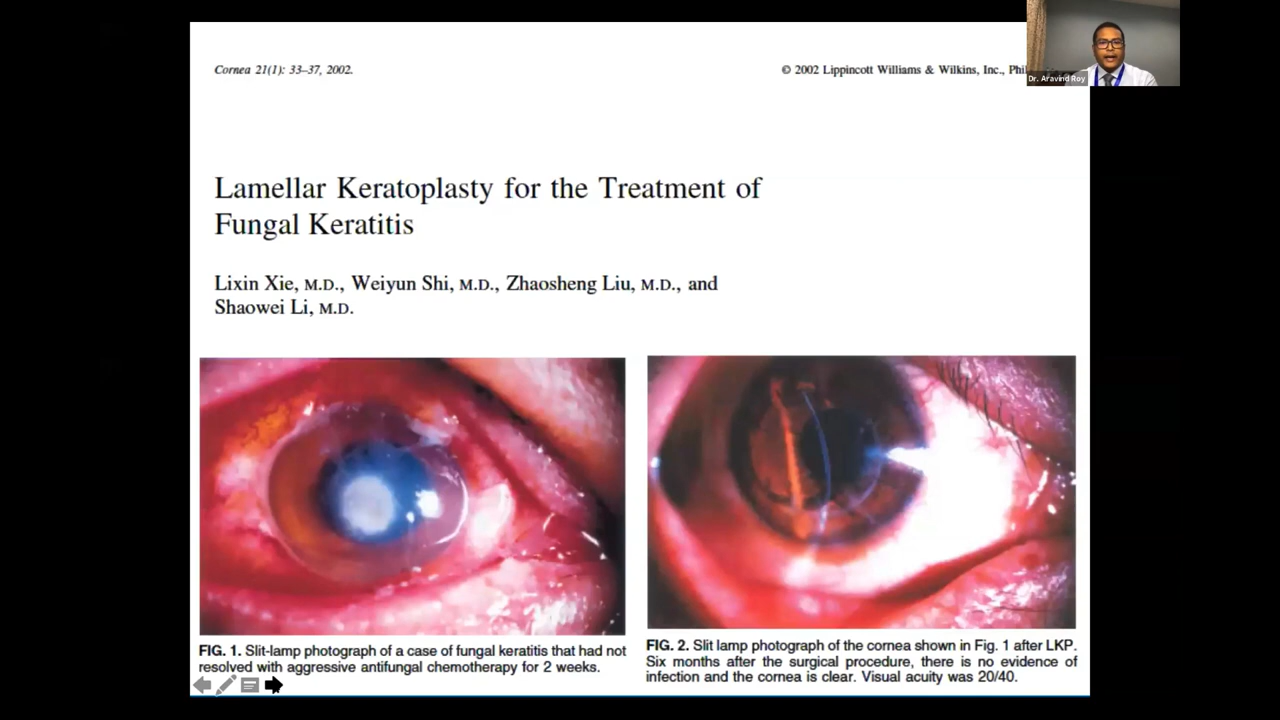 Cornea 21(1): 33–37, 2002.
© 2002 Lippincott Williams & Wilkins, Inc.,
Dr. Aravind Roy
Lamellar Keratoplasty for the Treatment of
Fungal Keratitis
Lixin Xie, M.D., Weiyun Shi, M.D., Zhaosheng Liu, M.D., and
Shaowei Li, M.D.
FIG. 1. Slit-lamp photograph of a case of fungal keratitis that had not
resolved with aggressive antifungal chemotherapy for 2 weeks.
FIG. 2. Slit lamp photograph of the cornea shown in Fig. 1 after LKP.
Six months after the surgical procedure, there is no evidence of
infection and the cornea is clear. Visual acuity was 20/40.